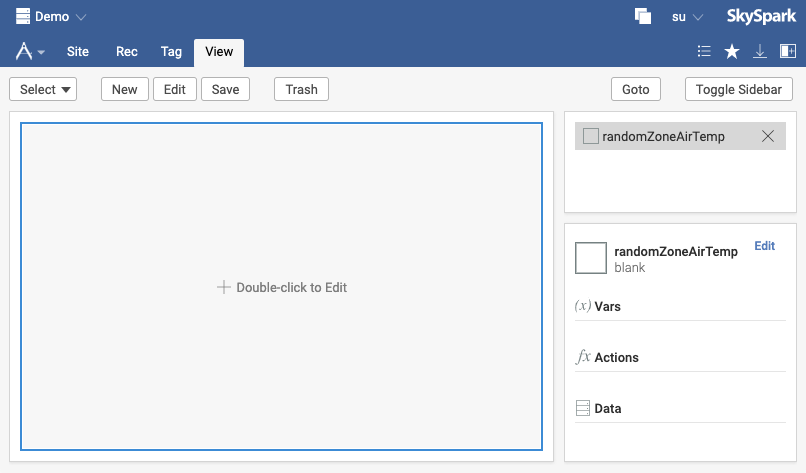 Demo
su
SkySpark
Site Rec Tag View
Select New Edit Save Trash Goto Toggle Sidebar
randomZoneAirTemp
Double-click to Edit
randomZoneAirTemp Edit
blank
(x) Vars
fx Actions
Data